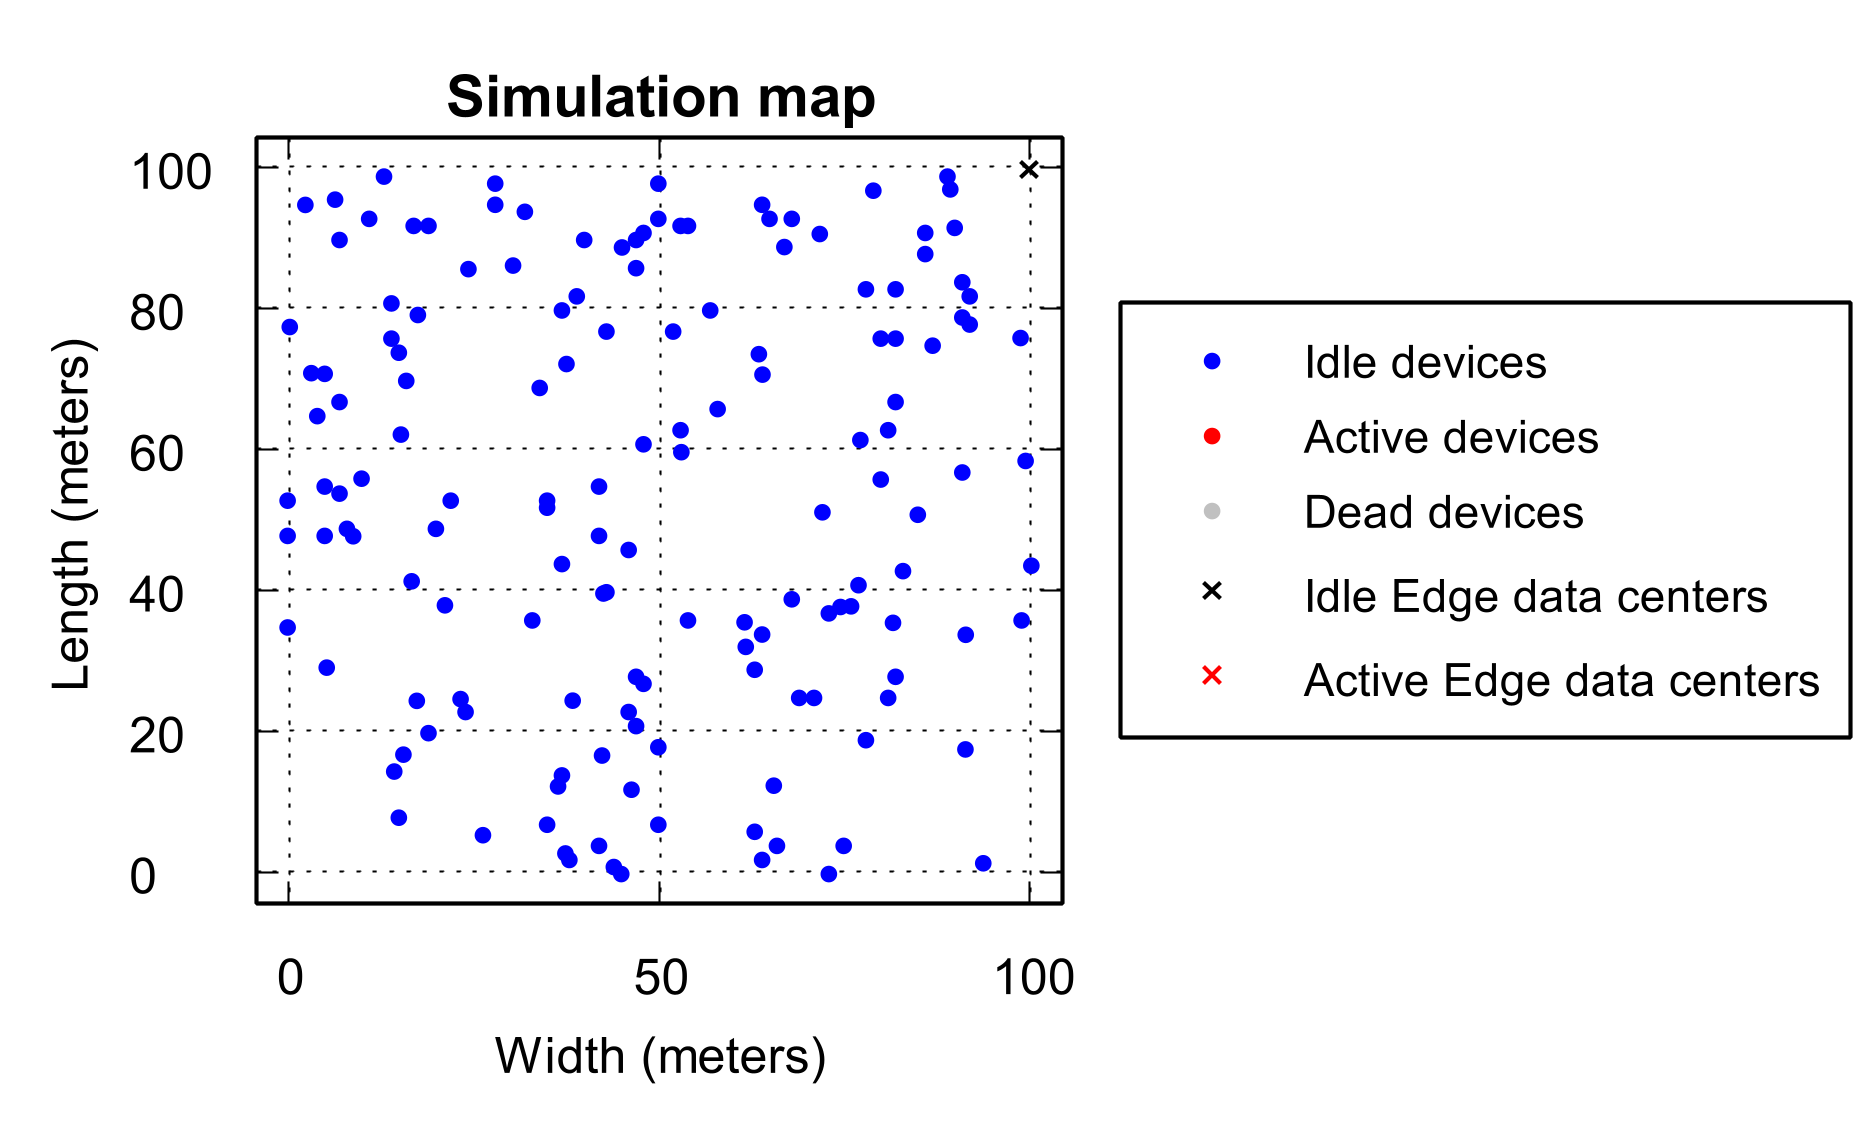 Simulation map
100
80
60
40
20
0
Length (meters)
0 50 100
Width (meters)
Idle devices
Active devices
Dead devices
Idle Edge data centers
Active Edge data centers